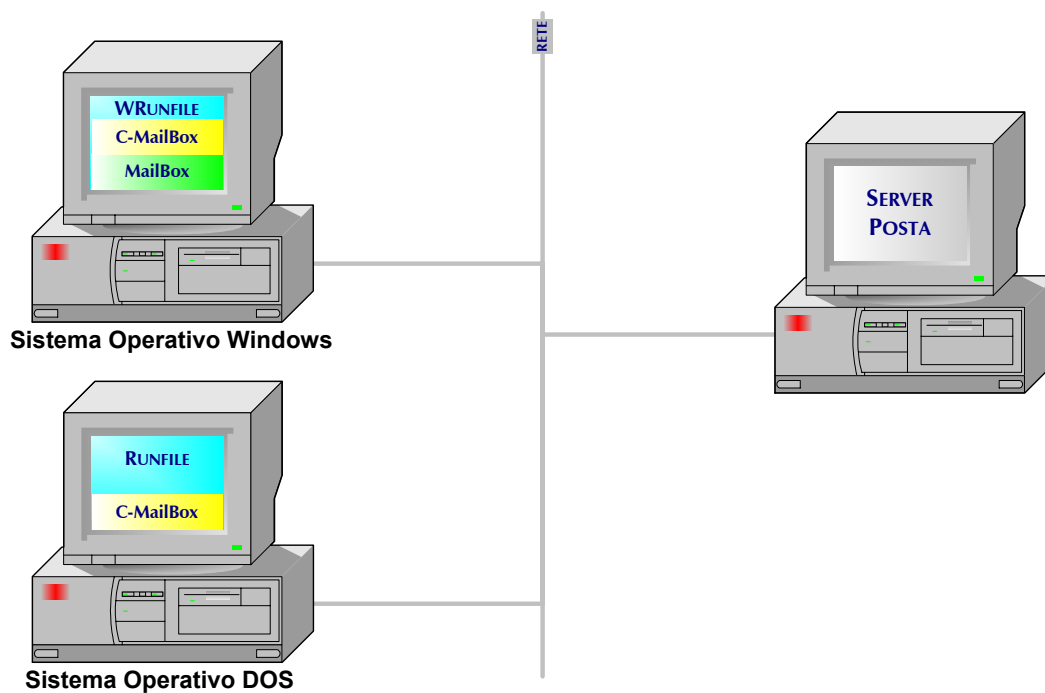 RETE
WRUNFILE
C-MailBox
MailBox
SERVER
POSTA
Sistema Operativo Windows
RUNFILE
C-MailBox
Sistema Operativo DOS